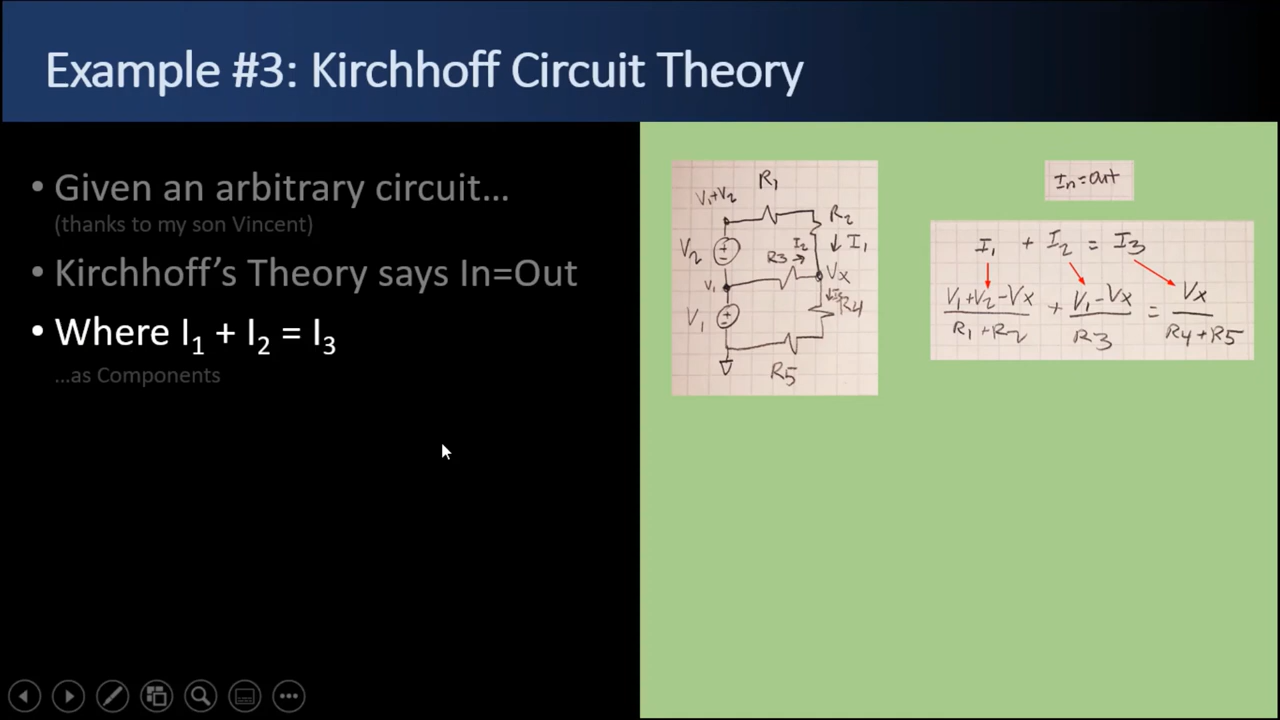 Example #3: Kirchhoff Circuit Theory
• Given an arbitrary circuit...
(thanks to my son Vincent)
• Kirchhoff's Theory says In=Out
• Where I₁ + I₂ = I₃
...as Components
R1
V1+V2
R2
V2
I2
↓ I1
R3 →
V1
Vx
↓I3
R4
V1
R5
In=out
I1 + I2 = I3
V1+V2-Vx / R1+R2 + V1-Vx / R3 = Vx / R4+R5